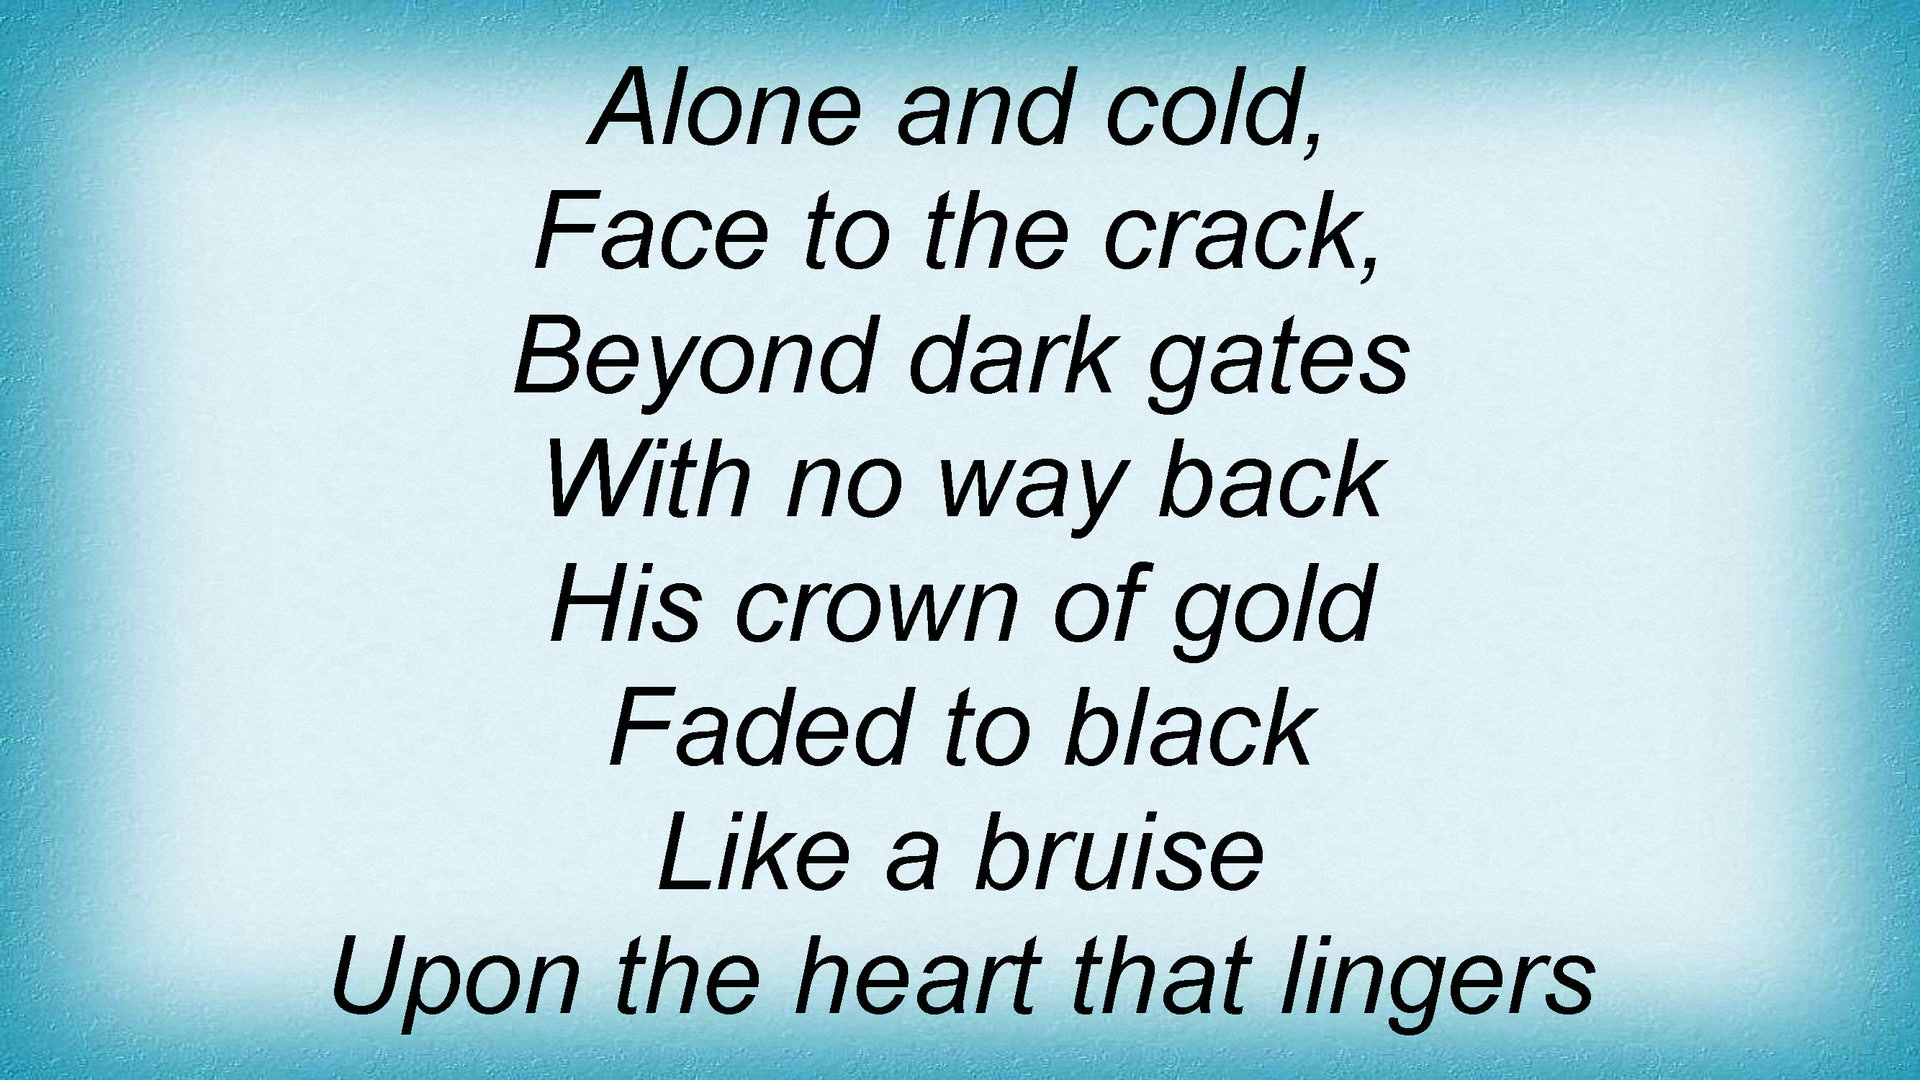 Alone and cold,
Face to the crack,
Beyond dark gates
With no way back
His crown of gold
Faded to black
Like a bruise
Upon the heart that lingers